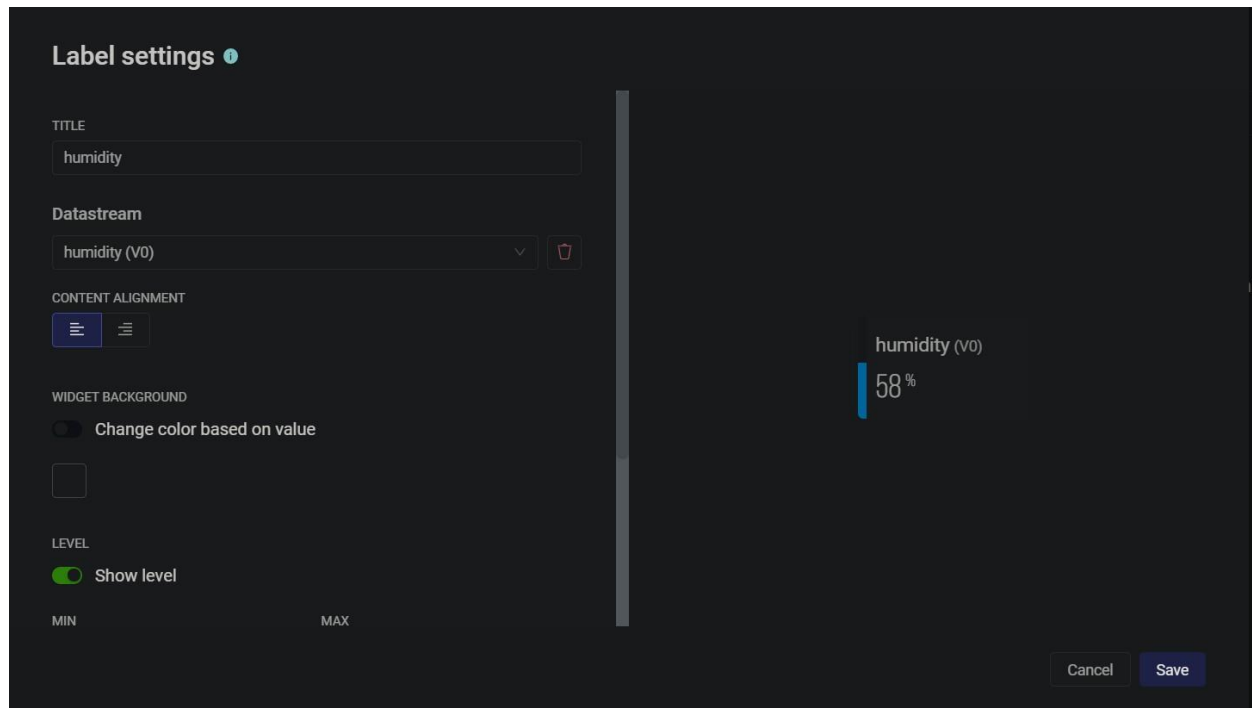 Label settings
TITLE
humidity
Datastream
humidity (V0)
CONTENT ALIGNMENT
WIDGET BACKGROUND
Change color based on value
LEVEL
Show level
MIN MAX
humidity (V0)
58 %
Cancel Save